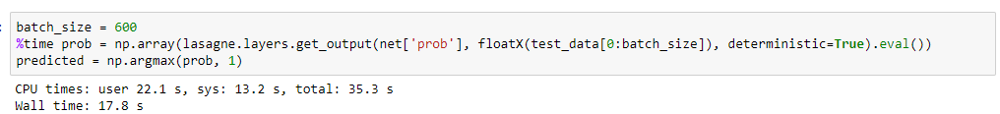 batch_size = 600
%time prob = np.array(lasagne.layers.get_output(net['prob'], floatX(test_data[0:batch_size]), deterministic=True).eval())
predicted = np.argmax(prob, 1)
CPU times: user 22.1 s, sys: 13.2 s, total: 35.3 s
Wall time: 17.8 s